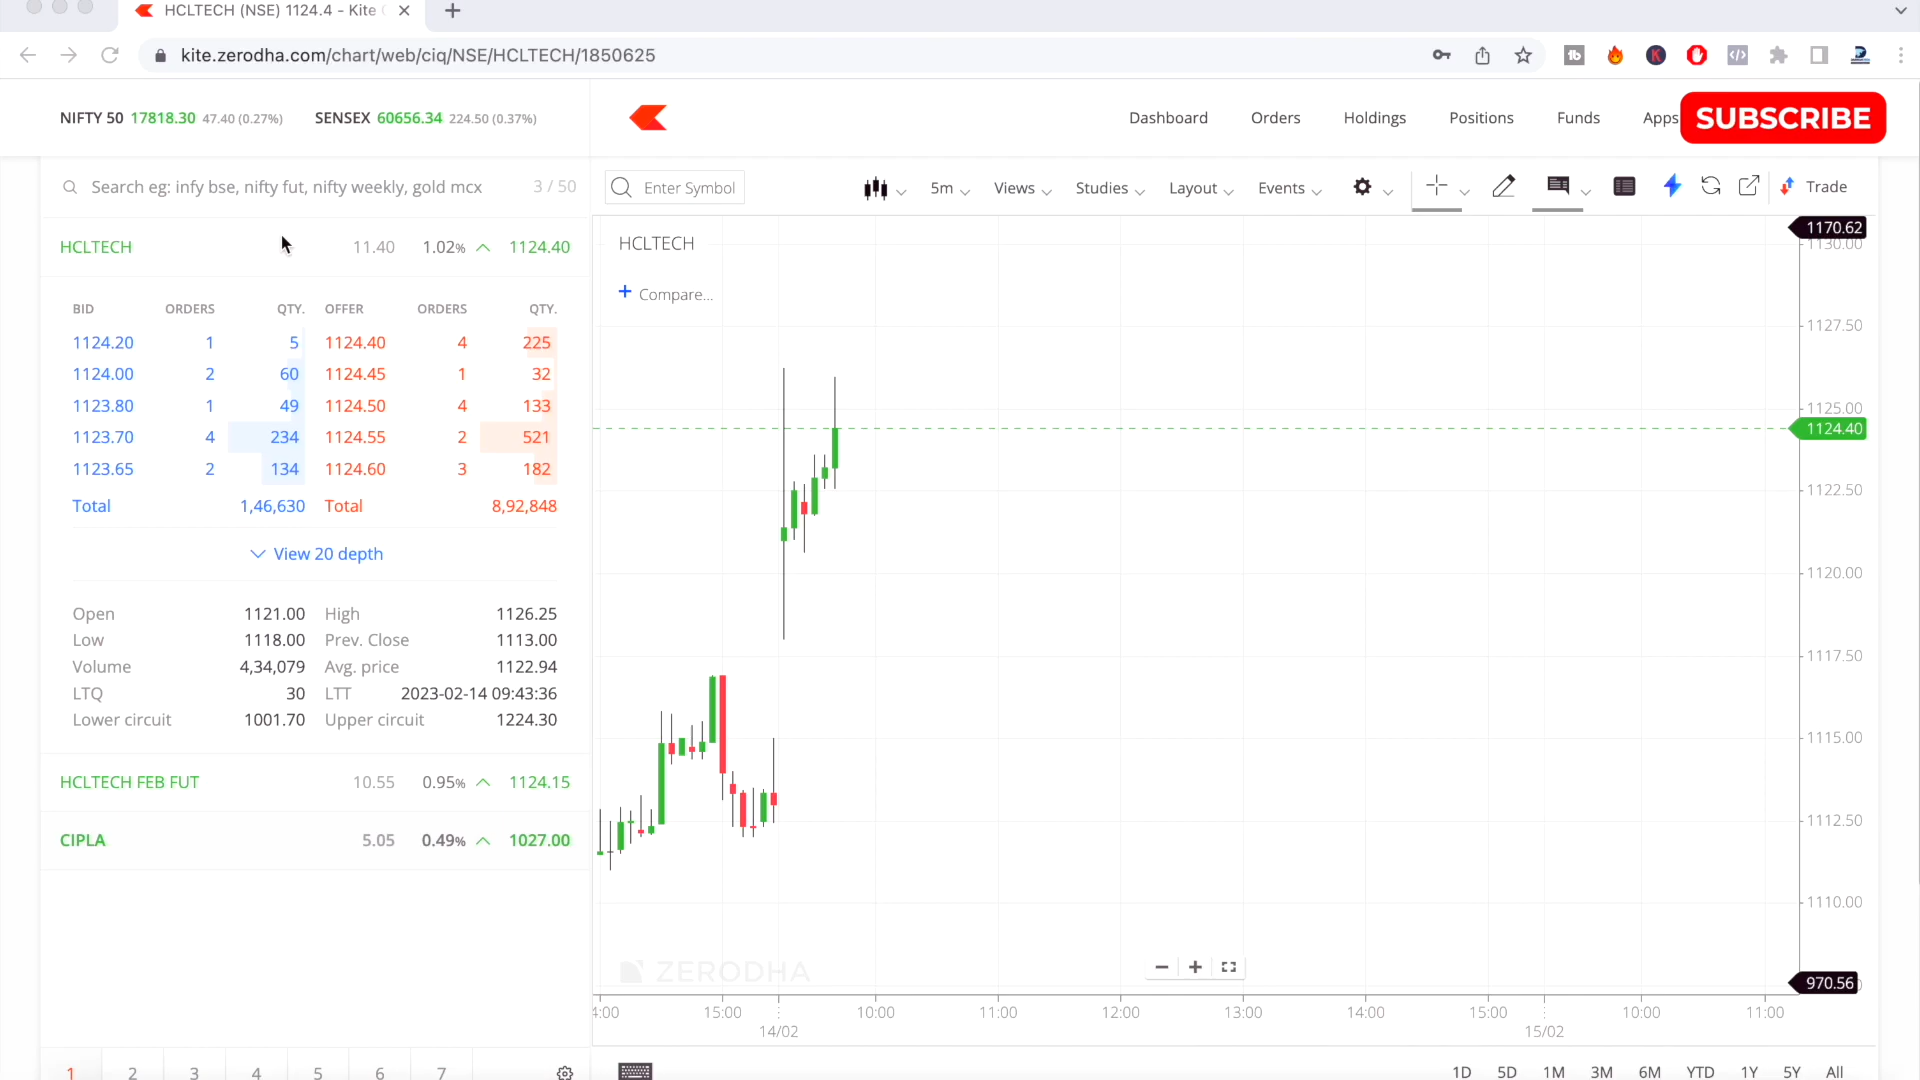 HCLTECH (NSE) 1124.4 - Kite
kite.zerodha.com/chart/web/ciq/NSE/HCLTECH/1850625
NIFTY 50 17818.30 47.40 (0.27%) SENSEX 60656.34 224.50 (0.37%)
Dashboard Orders Holdings Positions Funds Apps SUBSCRIBE
Search eg: infy bse, nifty fut, nifty weekly, gold mcx 3 / 50
Enter Symbol 5m Views Studies Layout Events Trade
HCLTECH 11.40 1.02% 1124.40
BID ORDERS QTY. OFFER ORDERS QTY.
1124.20 1 5 1124.40 4 225
1124.00 2 60 1124.45 1 32
1123.80 1 49 1124.50 4 133
1123.70 4 234 1124.55 2 521
1123.65 2 134 1124.60 3 182
Total 1,46,630 Total 8,92,848
View 20 depth
Open 1121.00 High 1126.25
Low 1118.00 Prev. Close 1113.00
Volume 4,34,079 Avg. price 1122.94
LTQ 30 LTT 2023-02-14 09:43:36
Lower circuit 1001.70 Upper circuit 1224.30
HCLTECH FEB FUT 10.55 0.95% 1124.15
CIPLA 5.05 0.49% 1027.00
1 2 3 4 5 6 7
HCLTECH
+ Compare...
1170.62
1130.00
1127.50
1125.00
1124.40
1122.50
1120.00
1117.50
1115.00
1112.50
1110.00
970.56
ZERODHA
:00 15:00 10:00 11:00 12:00 13:00 14:00 15:00 10:00 11:00
14/02 15/02
1D 5D 1M 3M 6M YTD 1Y 5Y All